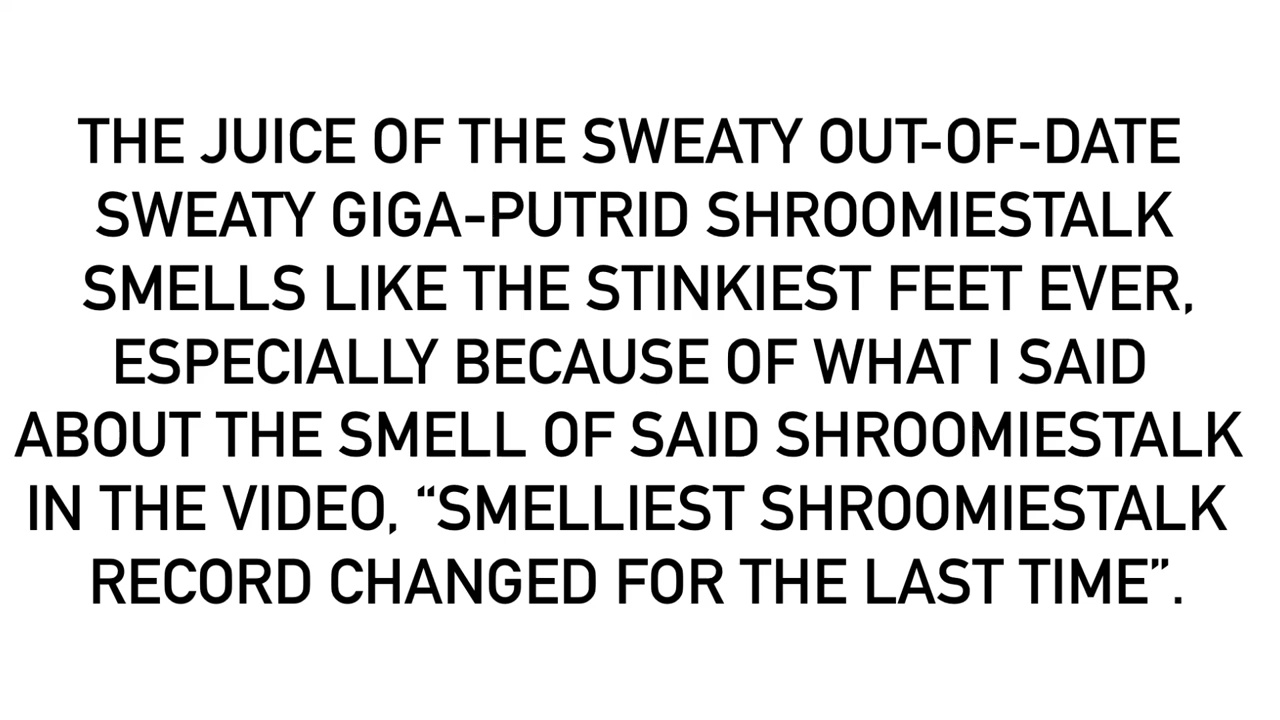 THE JUICE OF THE SWEATY OUT-OF-DATE
SWEATY GIGA-PUTRID SHROOMIESTALK
SMELLS LIKE THE STINKIEST FEET EVER,
ESPECIALLY BECAUSE OF WHAT I SAID
ABOUT THE SMELL OF SAID SHROOMIESTALK
IN THE VIDEO, “SMELLIEST SHROOMIESTALK
RECORD CHANGED FOR THE LAST TIME”.